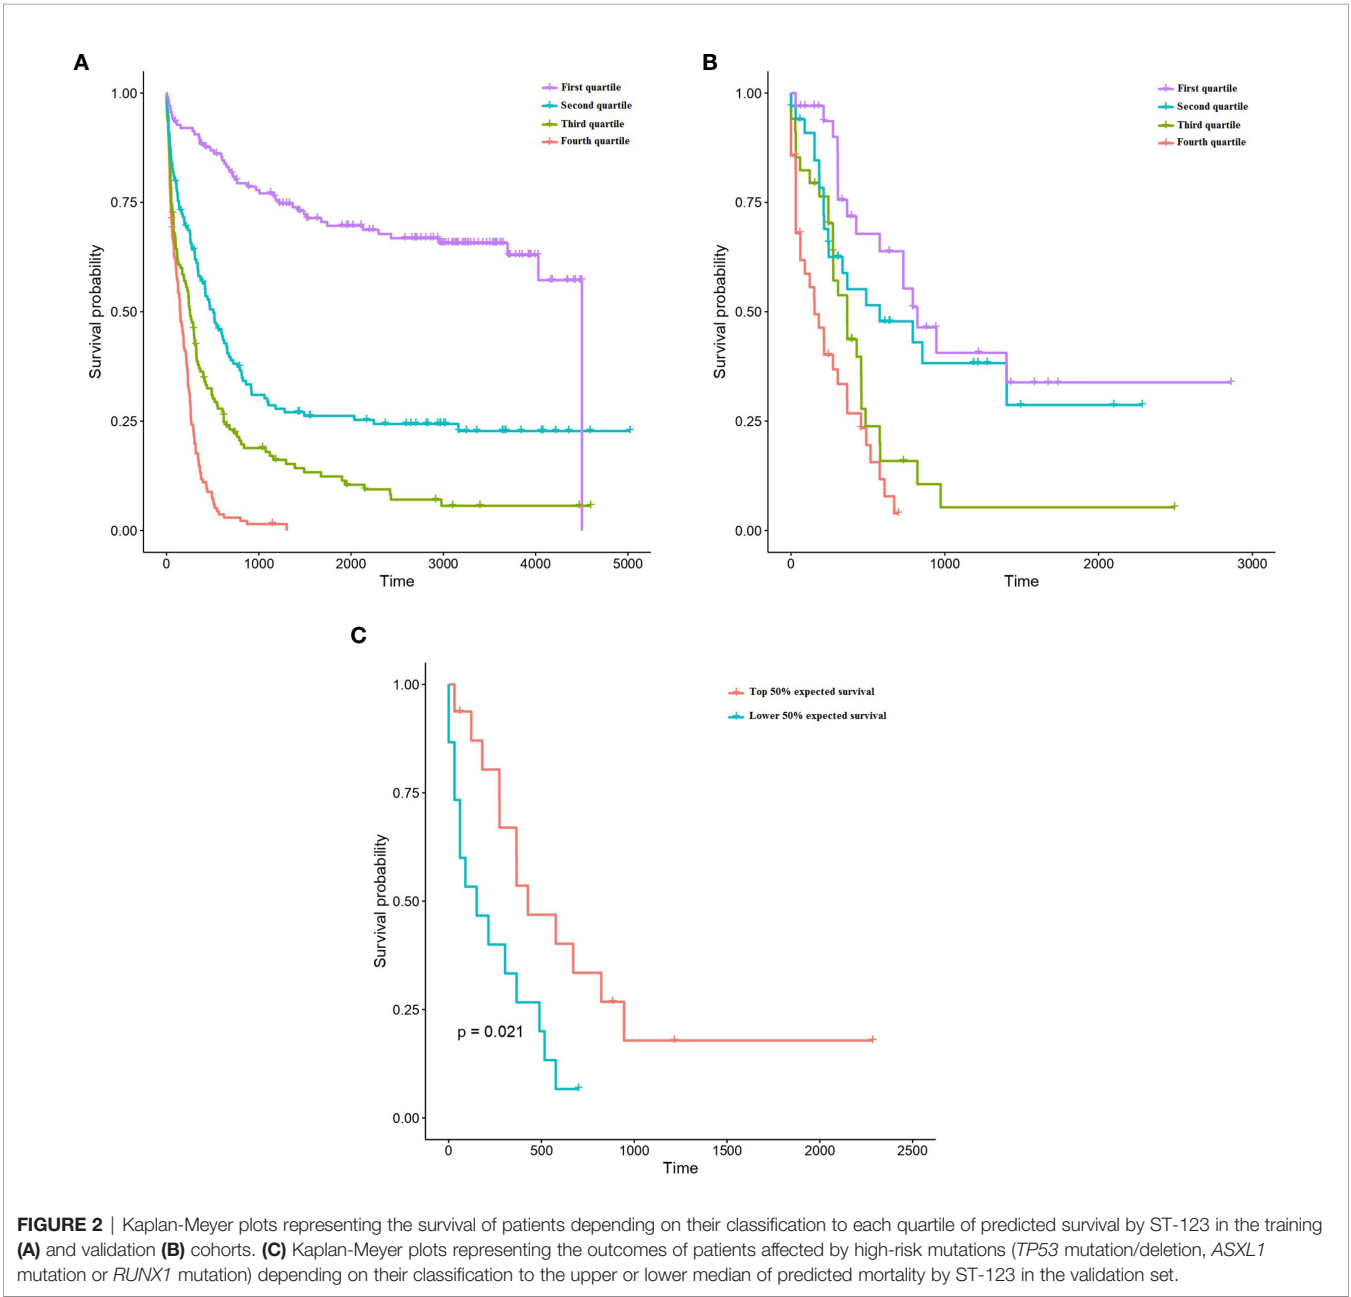 A
First quartile
Second quartile
Third quartile
Fourth quartile
1.00
0.75
0.50
0.25
0.00
Survival probability
0 1000 2000 3000 4000 5000
Time
B
First quartile
Second quartile
Third quartile
Fourth quartile
1.00
0.75
0.50
0.25
0.00
Survival probability
0 1000 2000 3000
Time
C
Top 50% expected survival
Lower 50% expected survival
1.00
0.75
0.50
0.25
0.00
Survival probability
p = 0.021
0 500 1000 1500 2000 2500
Time
FIGURE 2 | Kaplan-Meyer plots representing the survival of patients depending on their classification to each quartile of predicted survival by ST-123 in the training
(A) and validation (B) cohorts. (C) Kaplan-Meyer plots representing the outcomes of patients affected by high-risk mutations (TP53 mutation/deletion, ASXL1
mutation or RUNX1 mutation) depending on their classification to the upper or lower median of predicted mortality by ST-123 in the validation set.